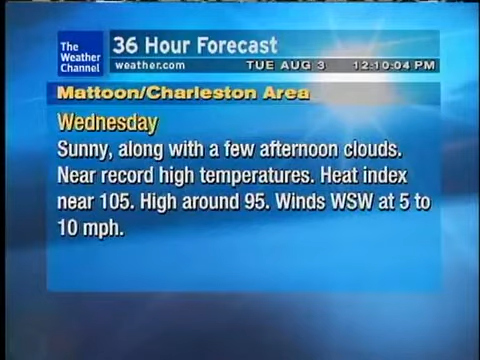 The
Weather
Channel
36 Hour Forecast
weather.com TUE AUG 3 12:10:04 PM
Mattoon/Charleston Area
Wednesday
Sunny, along with a few afternoon clouds.
Near record high temperatures. Heat index
near 105. High around 95. Winds WSW at 5 to
10 mph.